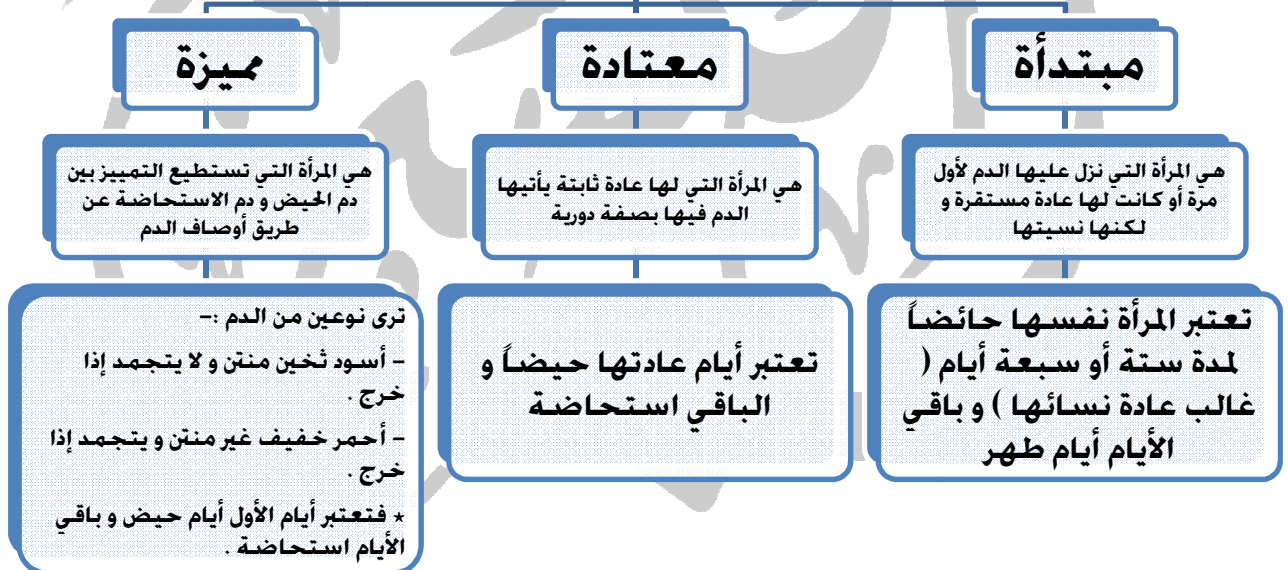 مبتدأة
معتادة
مميزة
هي المرأة التي نزل عليها الدم لأول
مرة أو كانت لها عادة مستقرة و
لكنها نسيتها
هي المرأة التي لها عادة ثابتة يأتيها
الدم فيها بصفة دورية
هي المرأة التي تستطيع التمييز بين
دم الحيض و دم الاستحاضة عن
طريق أوصاف الدم
تعتبر المرأة نفسها حائضاً
لمدة ستة أو سبعة أيام (
غالب عادة نسائها ) و باقي
الأيام أيام طهر
تعتبر أيام عادتها حيضاً و
الباقي استحاضة
ترى نوعين من الدم :-
- أسود ثخين منتن و لا يتجمد إذا
خرج .
- أحمر خفيف غير منتن و يتجمد إذا
خرج .
* فتعتبر أيام الأول أيام حيض و باقي
الأيام استحاضة .